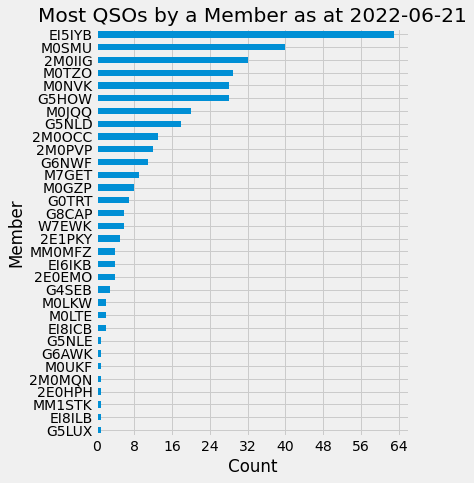 Most QSOs by a Member as at 2022-06-21
EI5IYB
M0SMU
2M0IIG
M0TZO
M0NVK
G5HOW
M0JQQ
G5NLD
2M0OCC
2M0PVP
G6NWF
M7GET
M0GZP
G0TRT
G8CAP
W7EWK
2E1PKY
MM0MFZ
EI6IKB
2E0EMO
G4SEB
M0LKW
M0LTE
EI8ICB
G5NLE
G6AWK
M0UKF
2M0MQN
2E0HPH
MM1STK
EI8ILB
G5LUX
Member
0 8 16 24 32 40 48 56 64
Count